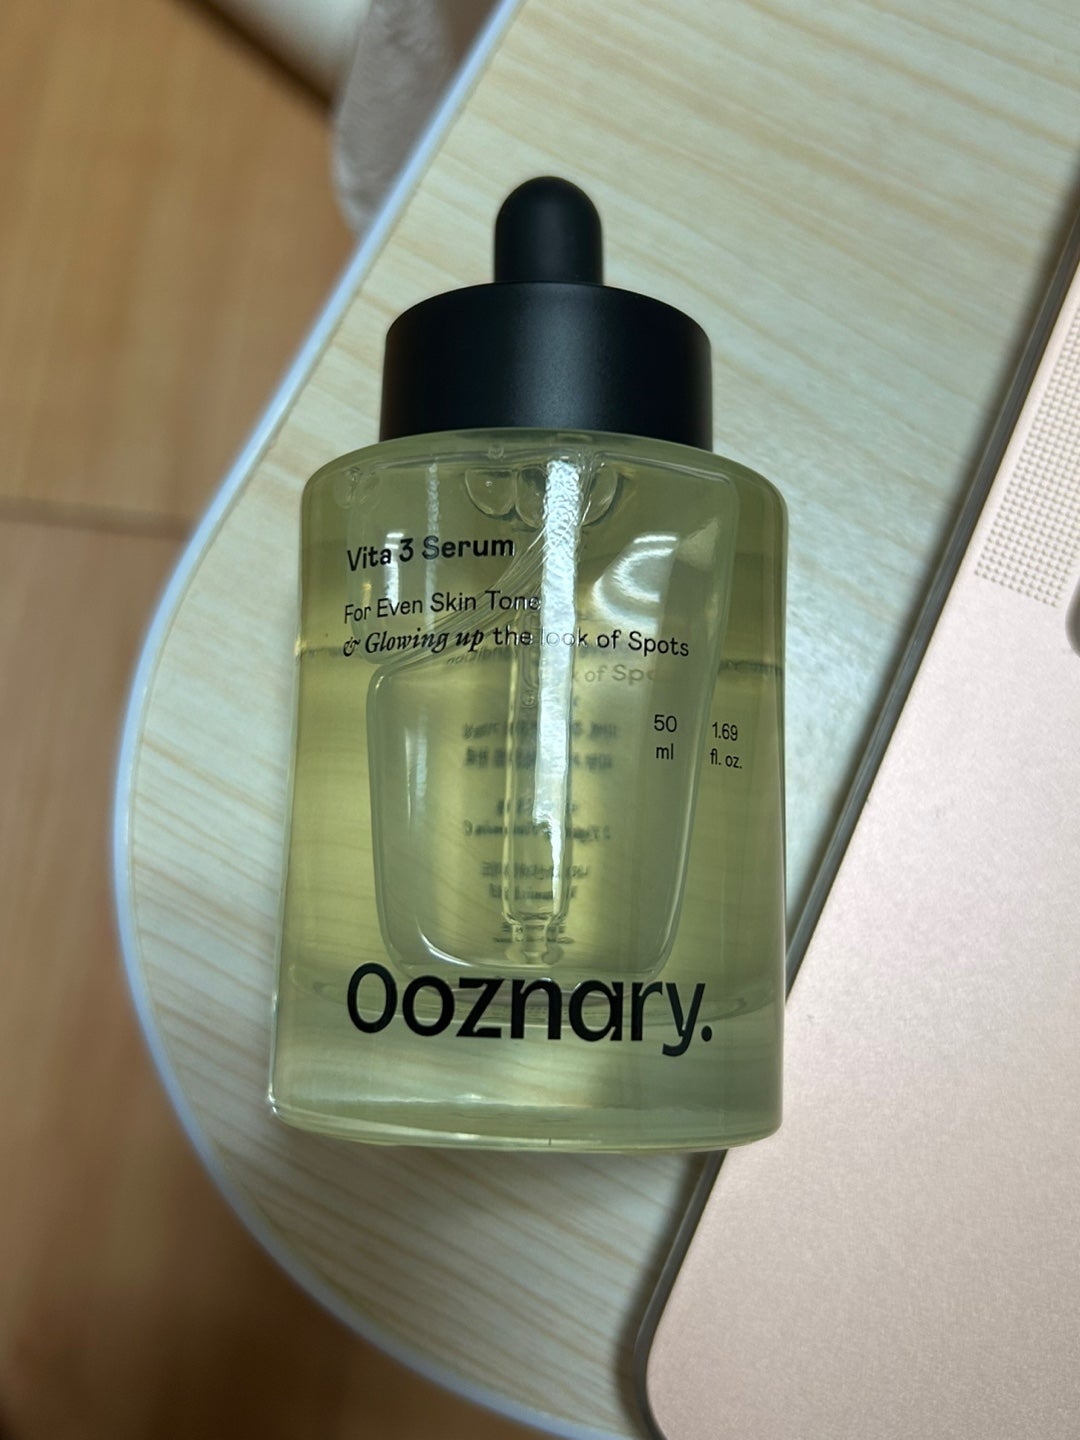 Vita 3 Serum
For Even Skin Tone
& Glowing up the look of Spots
50
ml
1.69
fl. oz.
Ooznary.